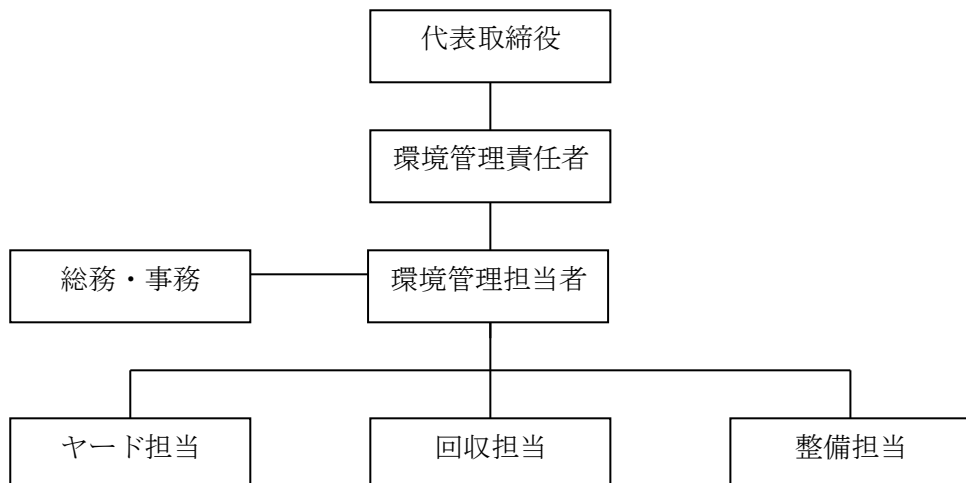 代表取締役
環境管理責任者
総務・事務
環境管理担当者
ヤード担当
回収担当
整備担当